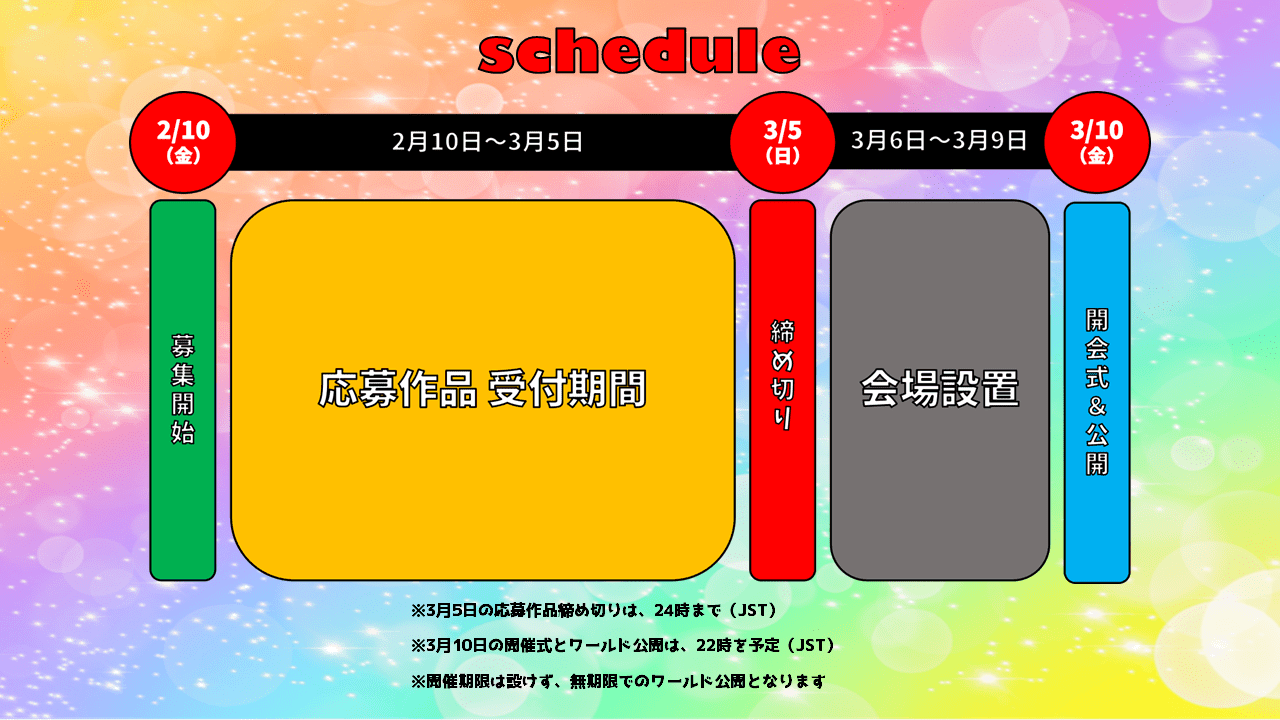 schedule
2/10
（金）
2月10日～3月5日
3/5
（日）
3月6日～3月9日
3/10
（金）
募集開始
応募作品 受付期間
締め切り
会場設置
開会式&公開
※3月5日の応募作品締め切りは、24時まで（JST）
※3月10日の開催式とワールド公開は、22時を予定（JST）
※開催期限は設けず、無期限でのワールド公開となります